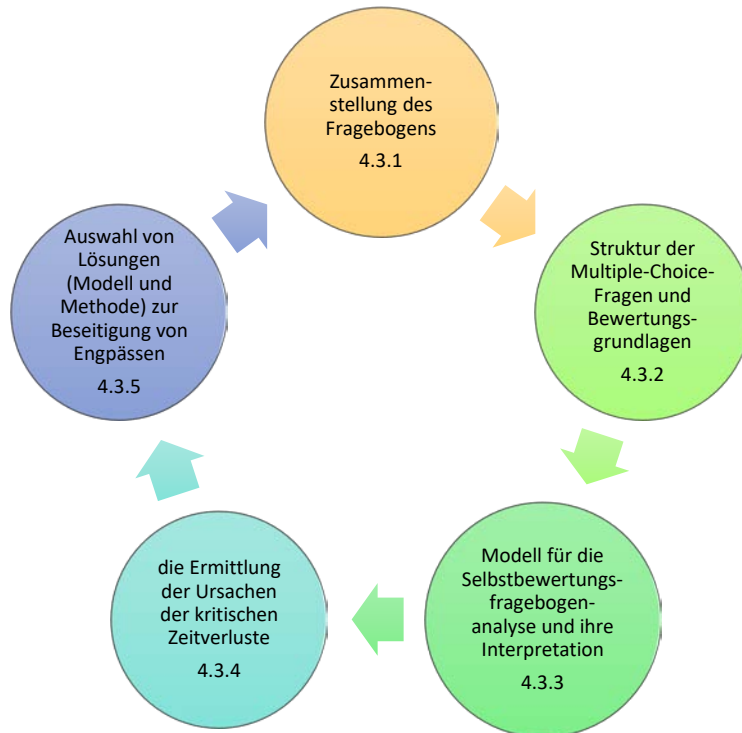 Zusammen-
stellung des
Fragebogens
4.3.1
Struktur der
Multiple-Choice-
Fragen und
Bewertungs-
grundlagen
4.3.2
Modell für die
Selbstbewertungs-
fragebogen-
analyse und ihre
Interpretation
4.3.3
die Ermittlung
der Ursachen
der kritischen
Zeitverluste
4.3.4
Auswahl von
Lösungen
(Modell und
Methode) zur
Beseitigung von
Engpässen
4.3.5